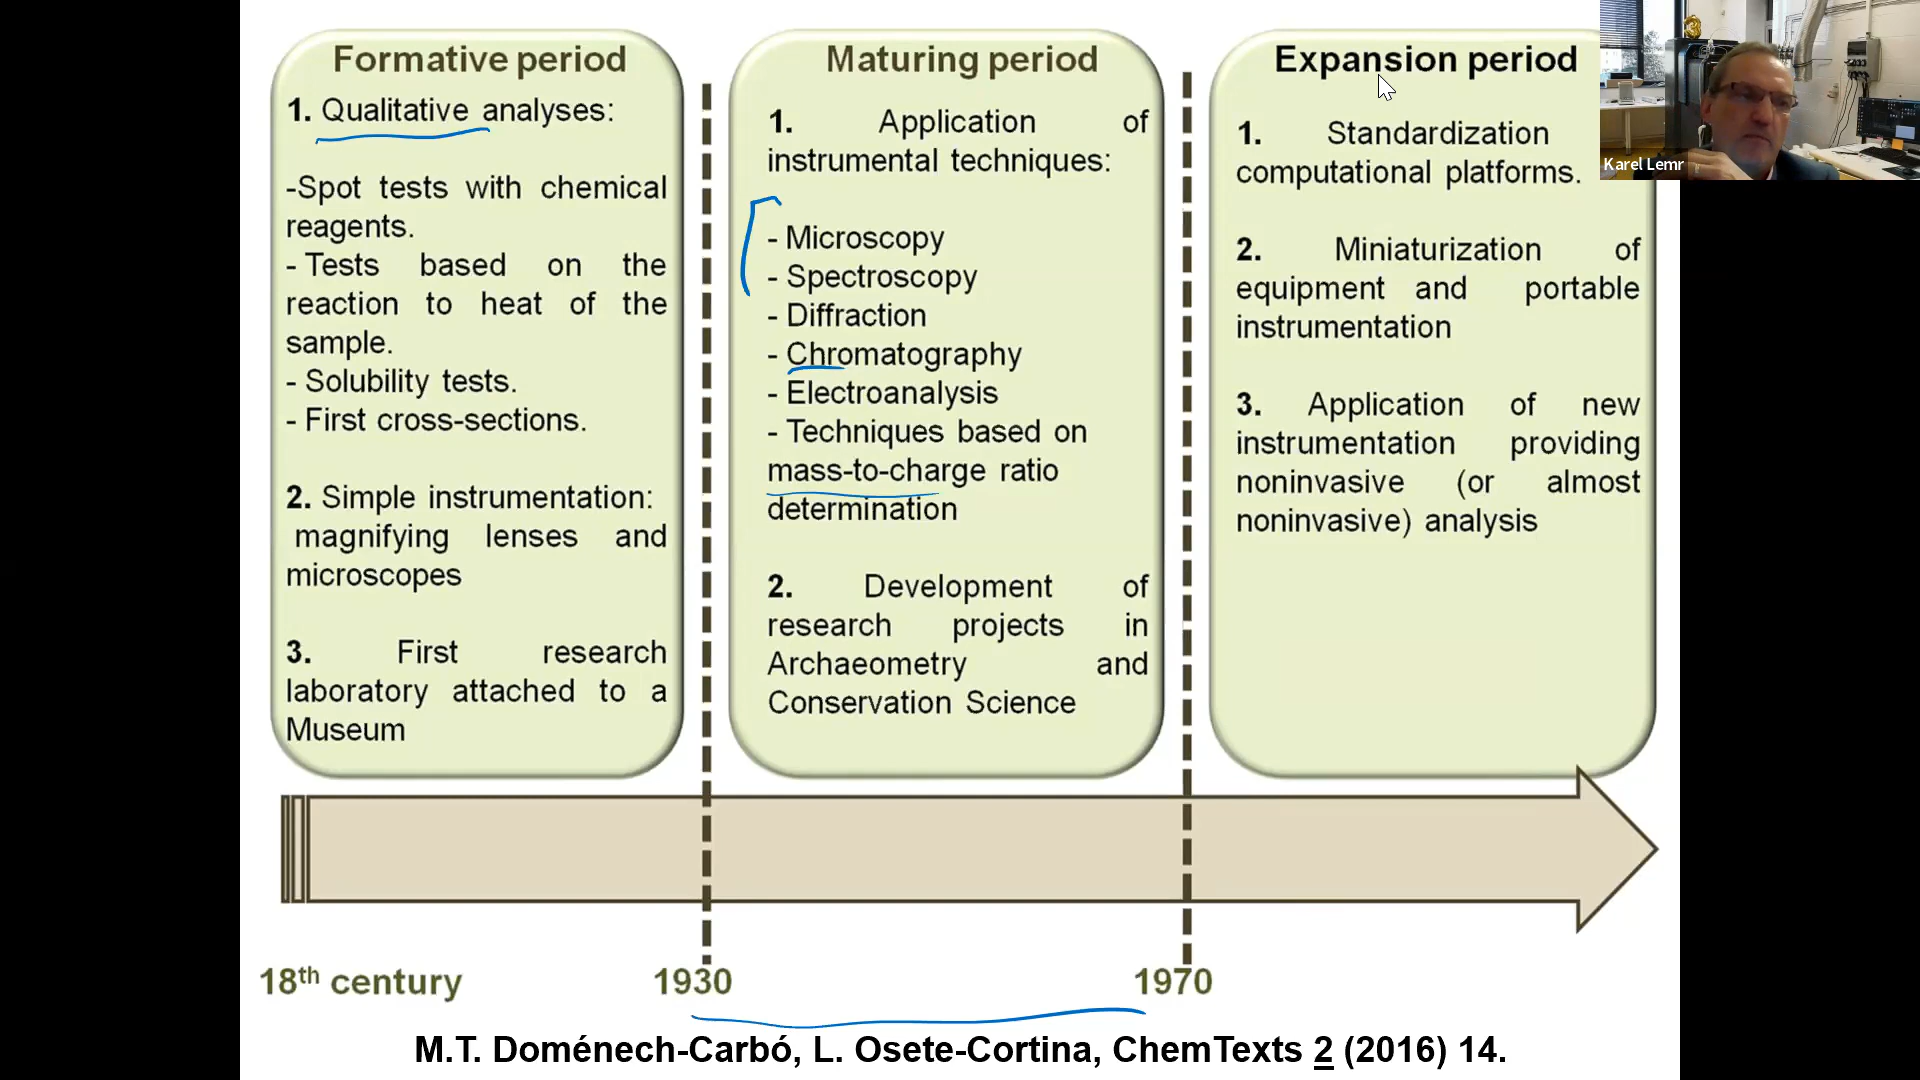 Formative period
1. Qualitative analyses:
-Spot tests with chemical
reagents.
- Tests based on the
reaction to heat of the
sample.
- Solubility tests.
- First cross-sections.
2. Simple instrumentation:
magnifying lenses and
microscopes
3. First research
laboratory attached to a
Museum
Maturing period
1. Application of
instrumental techniques:
- Microscopy
- Spectroscopy
- Diffraction
- Chromatography
- Electroanalysis
- Techniques based on
mass-to-charge ratio
determination
2. Development of
research projects in
Archaeometry and
Conservation Science
Expansion period
1. Standardization
computational platforms.
2. Miniaturization of
equipment and portable
instrumentation
3. Application of new
instrumentation providing
noninvasive (or almost
noninvasive) analysis
Karel Lemr
18th century
1930
1970
M.T. Doménech-Carbó, L. Osete-Cortina, ChemTexts 2 (2016) 14.